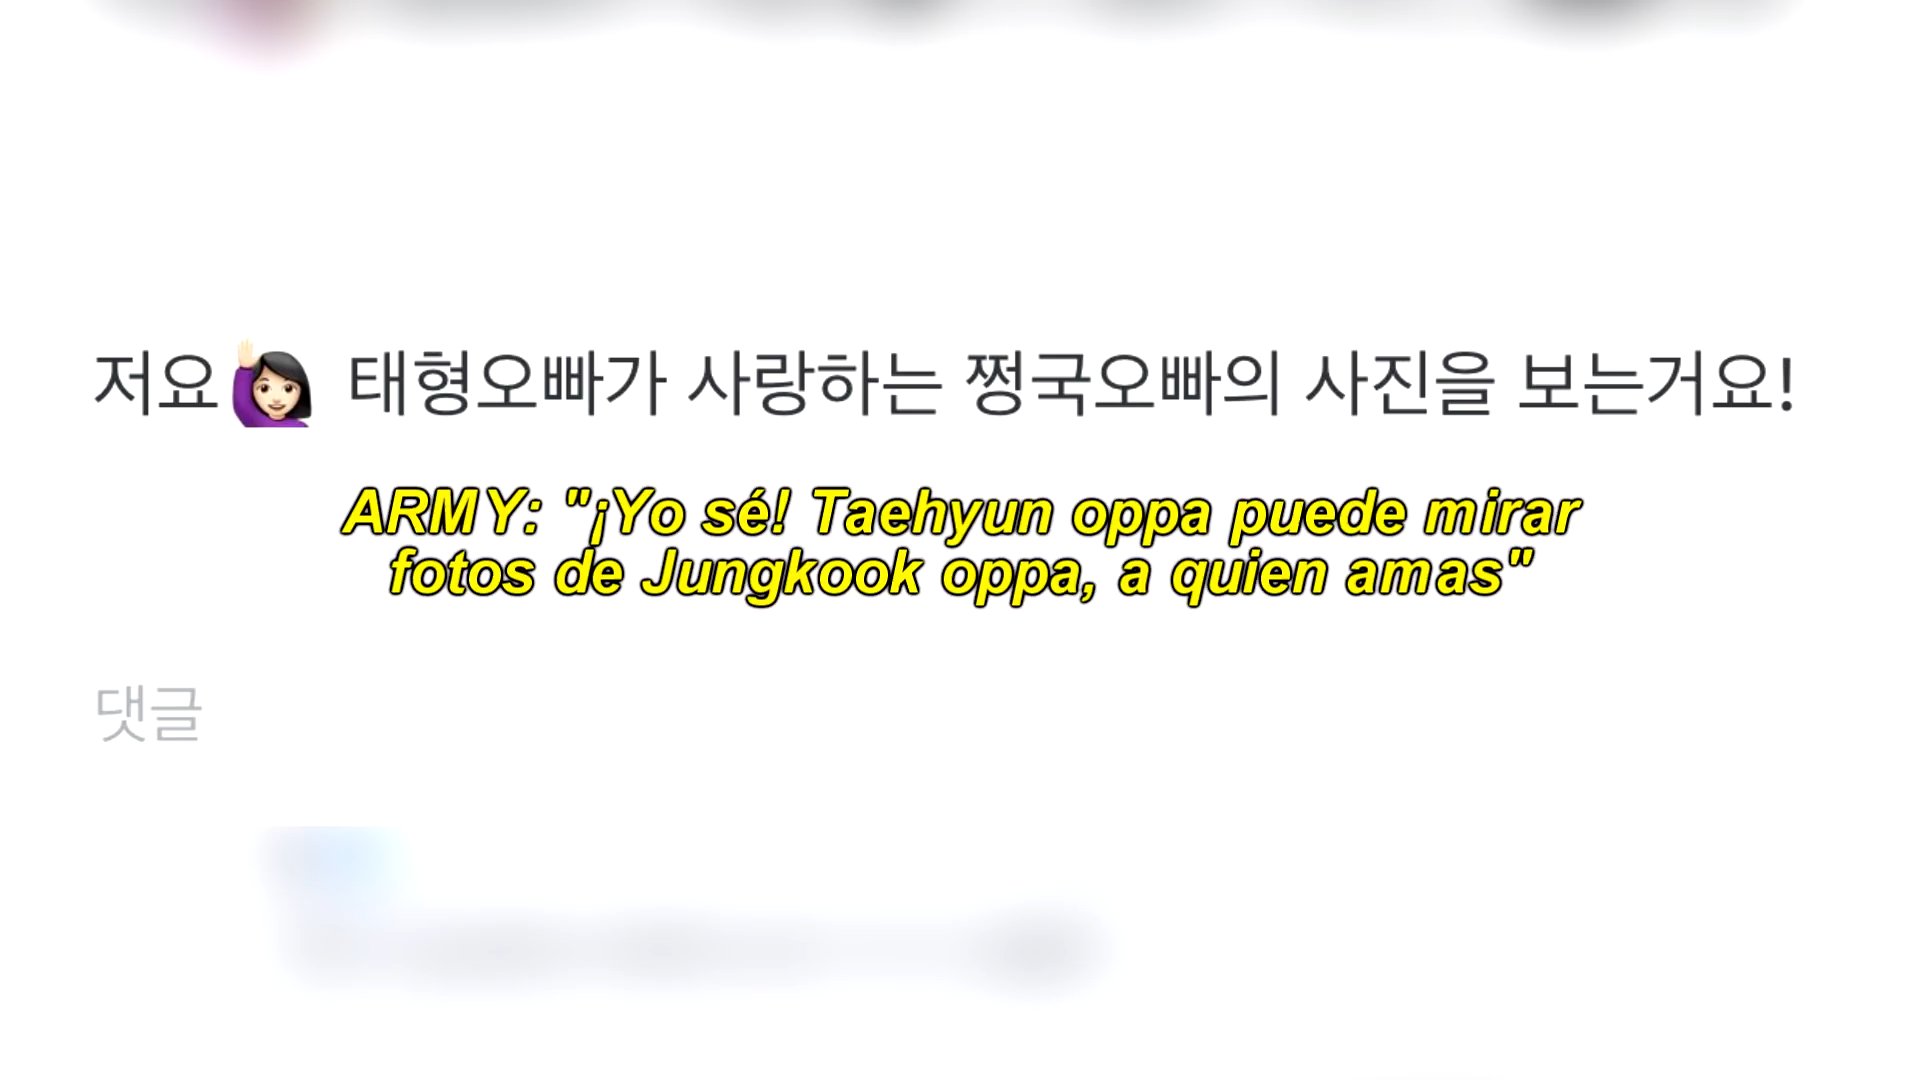 저요🙋🏻‍♀️ 태형오빠가 사랑하는 쩡국오빠의 사진을 보는거요!
ARMY: "¡Yo sé! Taehyun oppa puede mirar
fotos de Jungkook oppa, a quien amas"
댓글